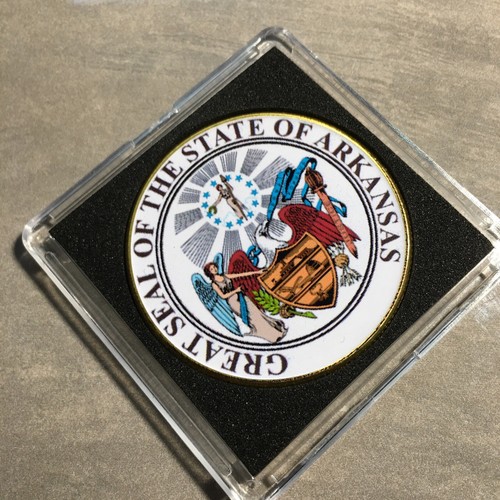 GREAT SEAL OF THE STATE OF ARKANSAS